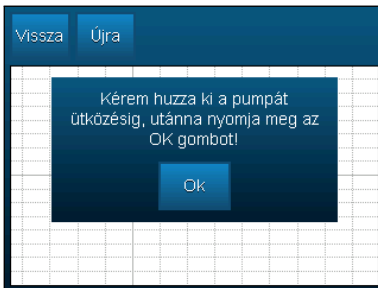 Vissza Újra
Kérem huzza ki a pumpát
ütközésig, utánna nyomja meg az
OK gombot!
Ok